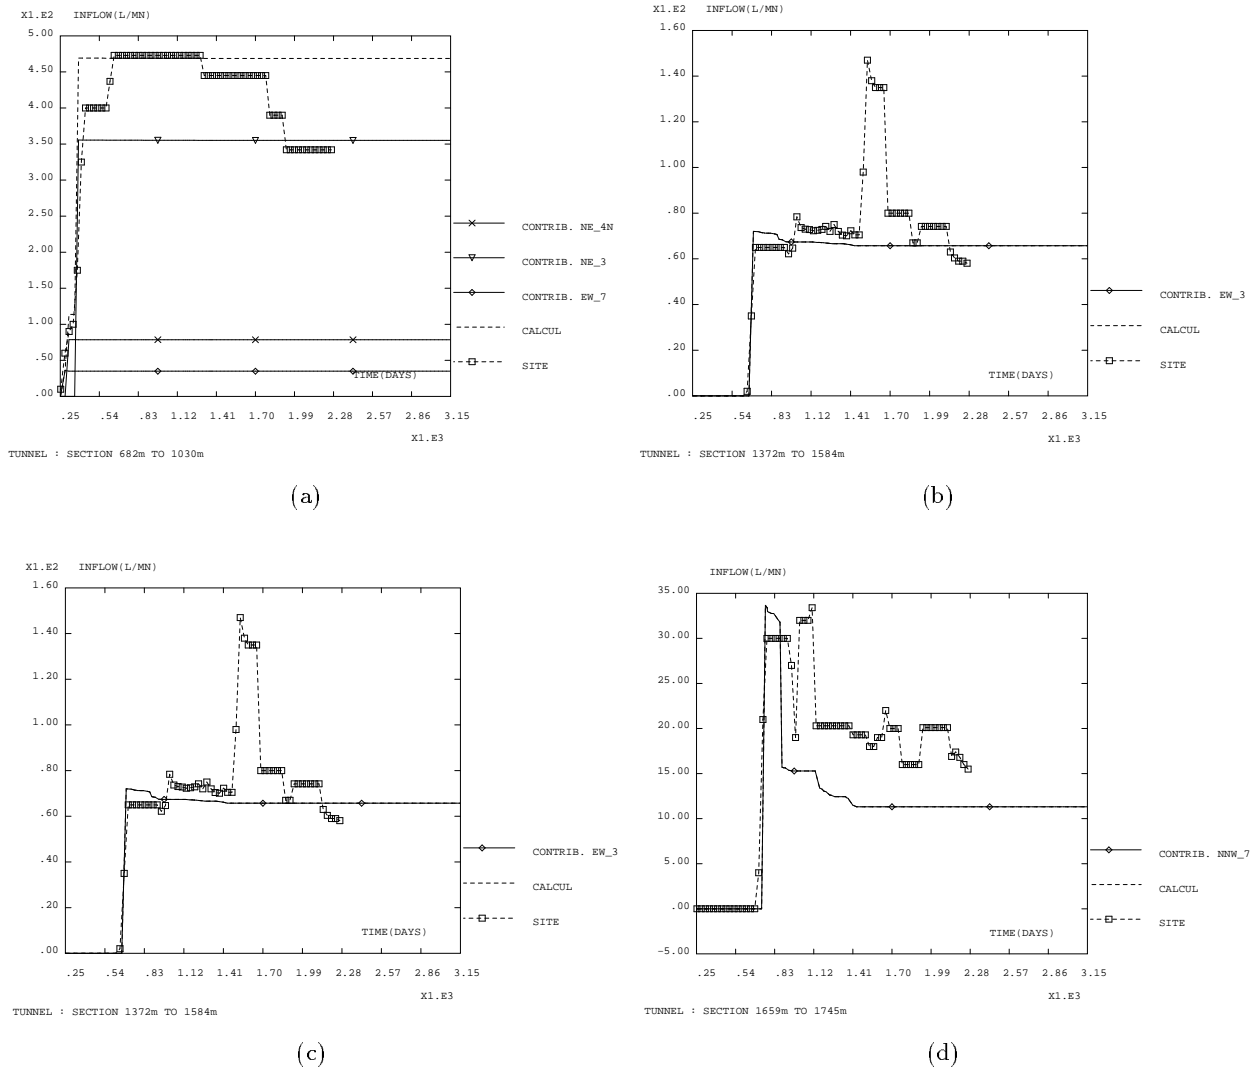 X1.E2 INFLOW(L/MN)
5.00
4.50
4.00
3.50
3.00
2.50
2.00
1.50
1.00
.50
.00
CONTRIB. NE_4N
CONTRIB. NE_3
CONTRIB. EW_7
CALCUL
SITE
TIME(DAYS)
.25 .54 .83 1.12 1.41 1.70 1.99 2.28 2.57 2.86 3.15
X1.E3
TUNNEL : SECTION 682m TO 1030m
(a)
X1.E2 INFLOW(L/MN)
1.60
1.40
1.20
1.00
.80
.60
.40
.20
.00
CONTRIB. EW_3
CALCUL
SITE
TIME(DAYS)
.25 .54 .83 1.12 1.41 1.70 1.99 2.28 2.57 2.86 3.15
X1.E3
TUNNEL : SECTION 1372m TO 1584m
(b)
X1.E2 INFLOW(L/MN)
1.60
1.40
1.20
1.00
.80
.60
.40
.20
.00
CONTRIB. EW_3
CALCUL
SITE
TIME(DAYS)
.25 .54 .83 1.12 1.41 1.70 1.99 2.28 2.57 2.86 3.15
X1.E3
TUNNEL : SECTION 1372m TO 1584m
(c)
INFLOW(L/MN)
35.00
30.00
25.00
20.00
15.00
10.00
5.00
.00
-5.00
CONTRIB. NNW_7
CALCUL
SITE
TIME(DAYS)
.25 .54 .83 1.12 1.41 1.70 1.99 2.28 2.57 2.86 3.15
X1.E3
TUNNEL : SECTION 1659m TO 1745m
(d)